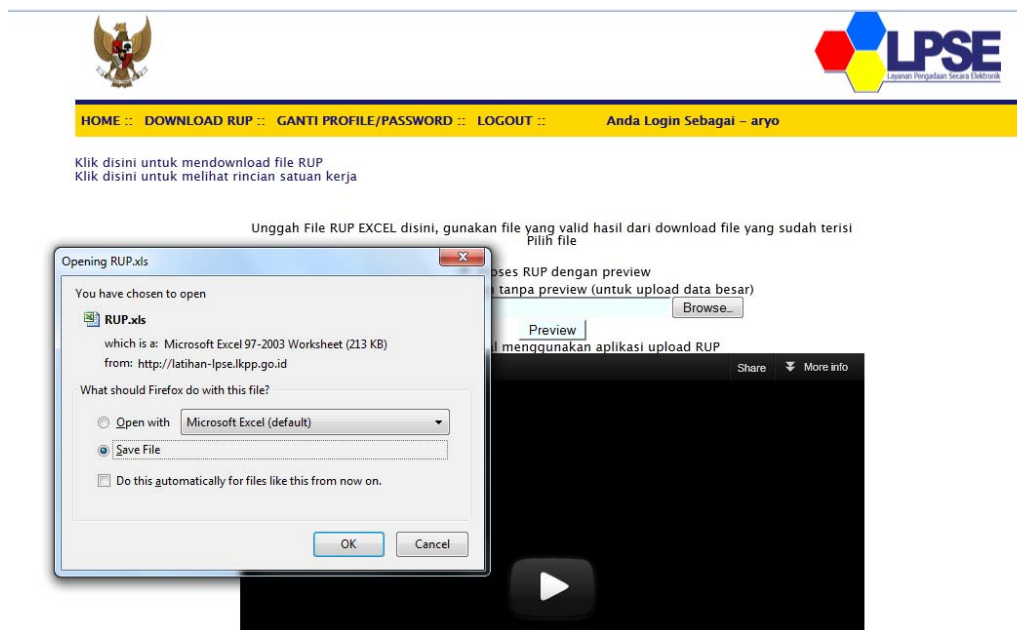 LPSE
Layanan Pengadaan Secara Elektronik
HOME :: DOWNLOAD RUP :: GANTI PROFILE/PASSWORD :: LOGOUT :: Anda Login Sebagai – aryo
Klik disini untuk mendownload file RUP
Klik disini untuk melihat rincian satuan kerja
Unggah File RUP EXCEL disini, gunakan file yang valid hasil dari download file yang sudah terisi
Pilih file
oses RUP dengan preview
tanpa preview (untuk upload data besar)
Browse...
Preview
menggunakan aplikasi upload RUP
Share More info
Opening RUP.xls
You have chosen to open
RUP.xls
which is a: Microsoft Excel 97-2003 Worksheet (213 KB)
from: http://latihan-lpse.lkpp.go.id
What should Firefox do with this file?
Open with Microsoft Excel (default)
Save File
Do this automatically for files like this from now on.
OK Cancel